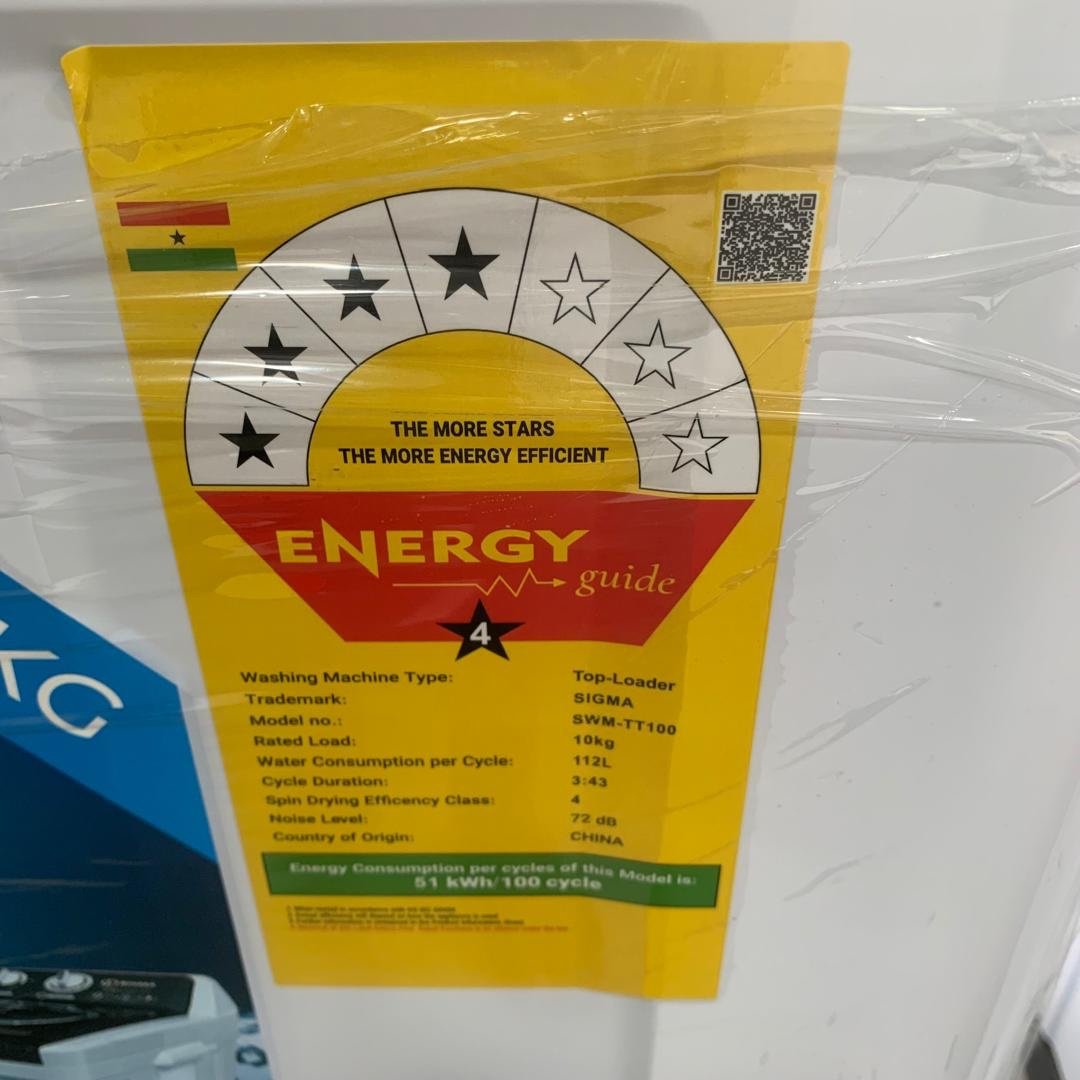 THE MORE STARS
THE MORE ENERGY EFFICIENT
ENERGY
guide
4
Washing Machine Type: Top-Loader
Trademark: SIGMA
Model no.: SWM-TT100
Rated Load: 10kg
Water Consumption per Cycle: 112L
Cycle Duration: 3:43
Spin Drying Efficency Class: 4
Noise Level: 72 dB
Country of Origin: CHINA
Energy Consumption per cycles of this Model is:
51 kWh/100 cycle
KG